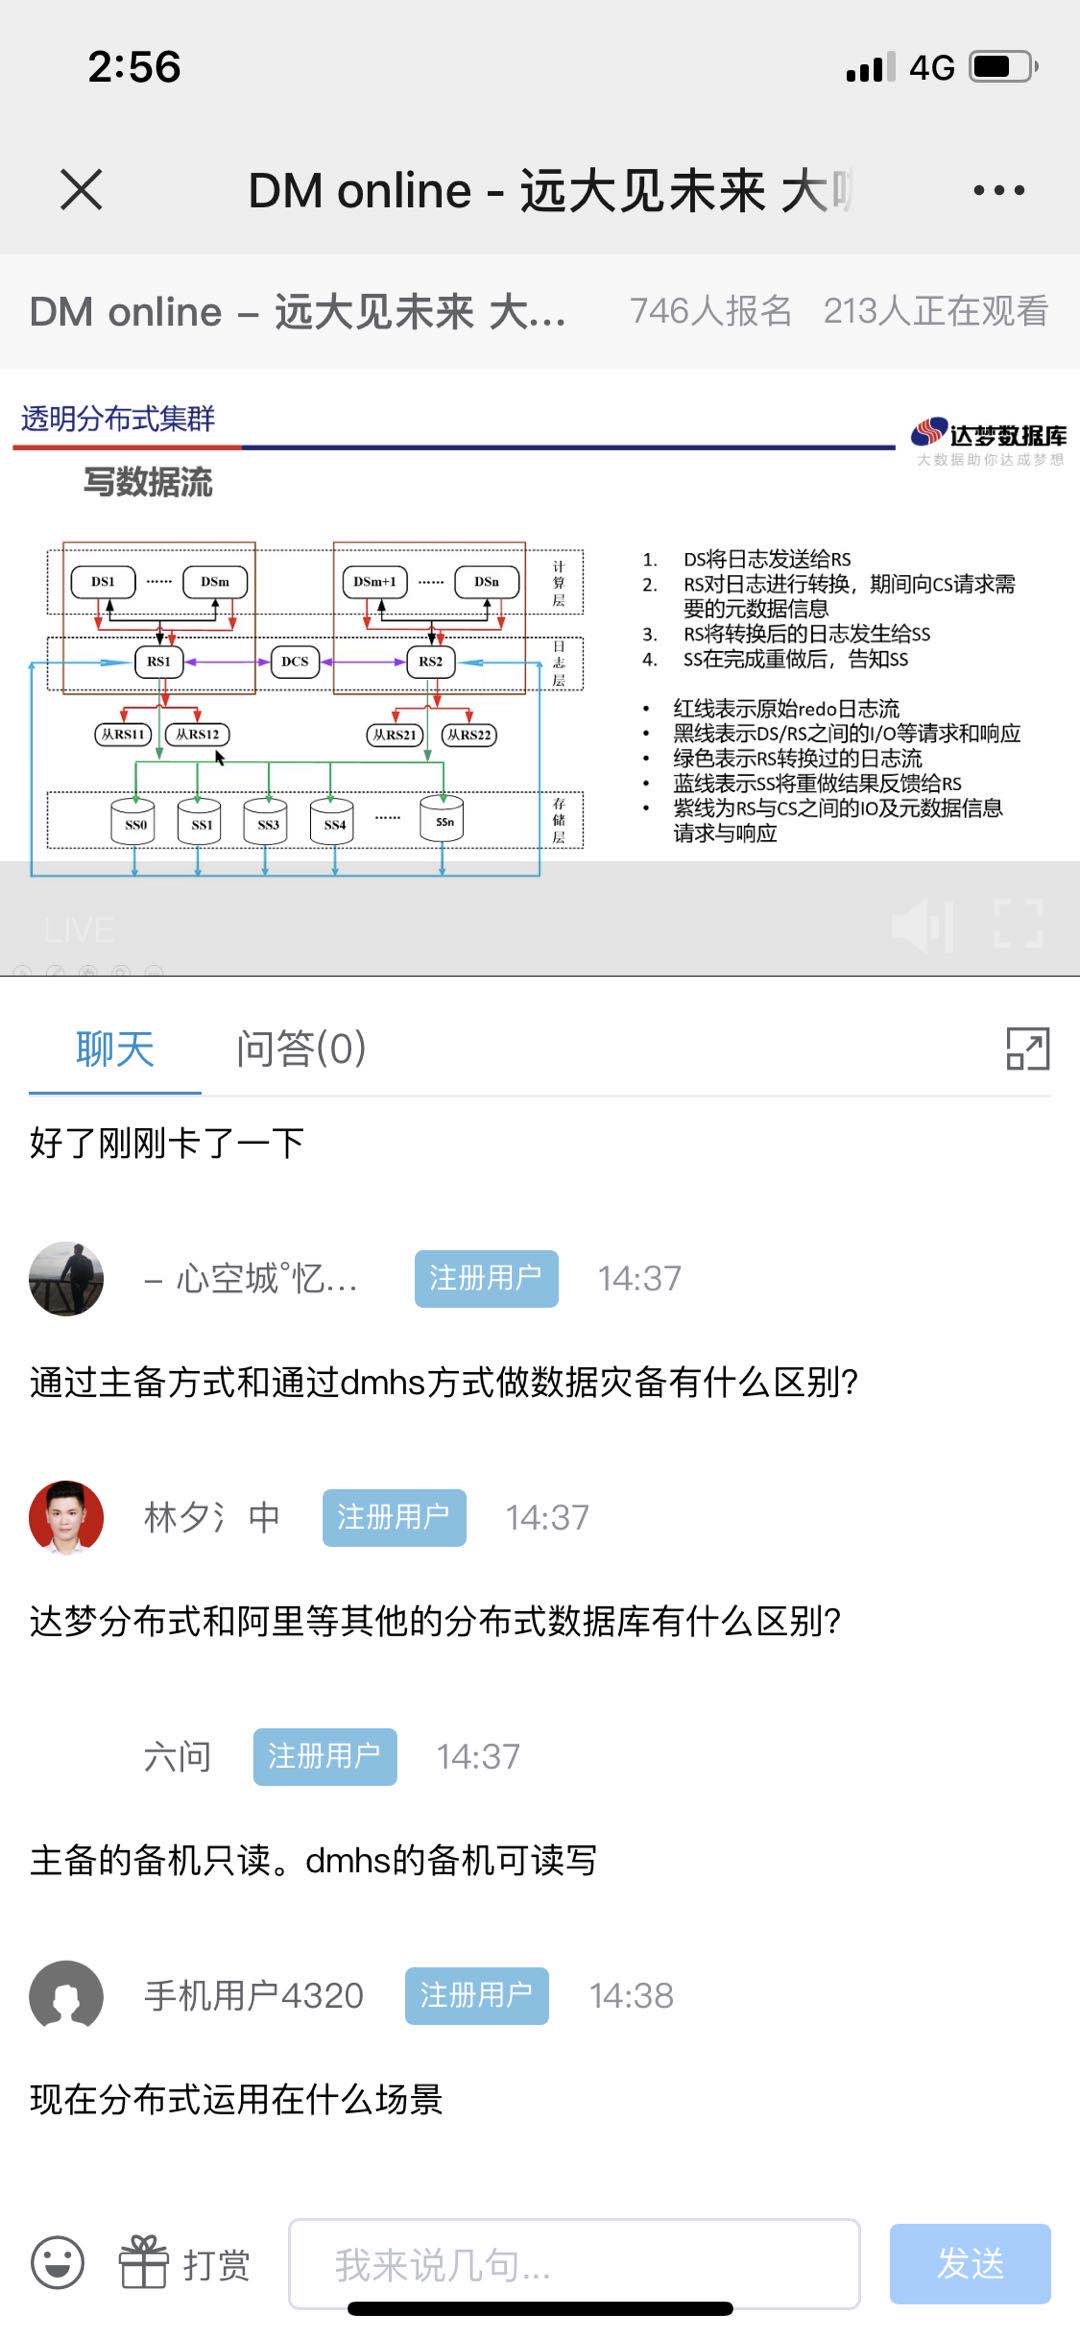 2:56
4G
DM online - 远大见未来 大
DM online – 远大见未来 大...
746人报名 213人正在观看
透明分布式集群
达梦数据库
大数据助你达成梦想
写数据流
DS1 ...... DSm
DSm+1 ...... DSn
计算层
RS1 DCS RS2
日志层
从RS11 从RS12 从RS21 从RS22
SS0 SS1 SS3 SS4 ...... SSn
存储层
1. DS将日志发送给RS
2. RS对日志进行转换，期间向CS请求需
要的元数据信息
3. RS将转换后的日志发生给SS
4. SS在完成重做后，告知SS
• 红线表示原始redo日志流
• 黑线表示DS/RS之间的I/O等请求和响应
• 绿色表示RS转换过的日志流
• 蓝线表示SS将重做结果反馈给RS
• 紫线为RS与CS之间的IO及元数据信息
请求与响应
LIVE
聊天 问答(0)
好了刚刚卡了一下
– 心空城°忆... 注册用户 14:37
通过主备方式和通过dmhs方式做数据灾备有什么区别?
林夕氵中 注册用户 14:37
达梦分布式和阿里等其他的分布式数据库有什么区别?
六问 注册用户 14:37
主备的备机只读。dmhs的备机可读写
手机用户4320 注册用户 14:38
现在分布式运用在什么场景
打赏 我来说几句... 发送